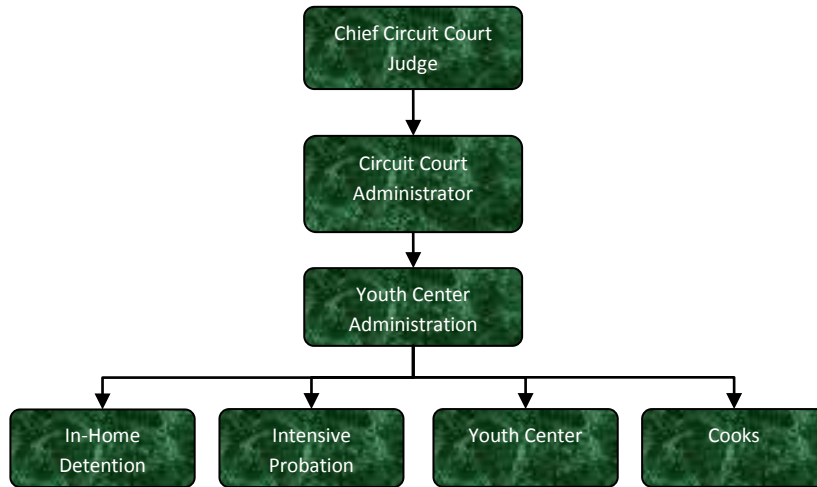 Chief Circuit Court
Judge
Circuit Court
Administrator
Youth Center
Administration
In-Home
Detention
Intensive
Probation
Youth Center
Cooks